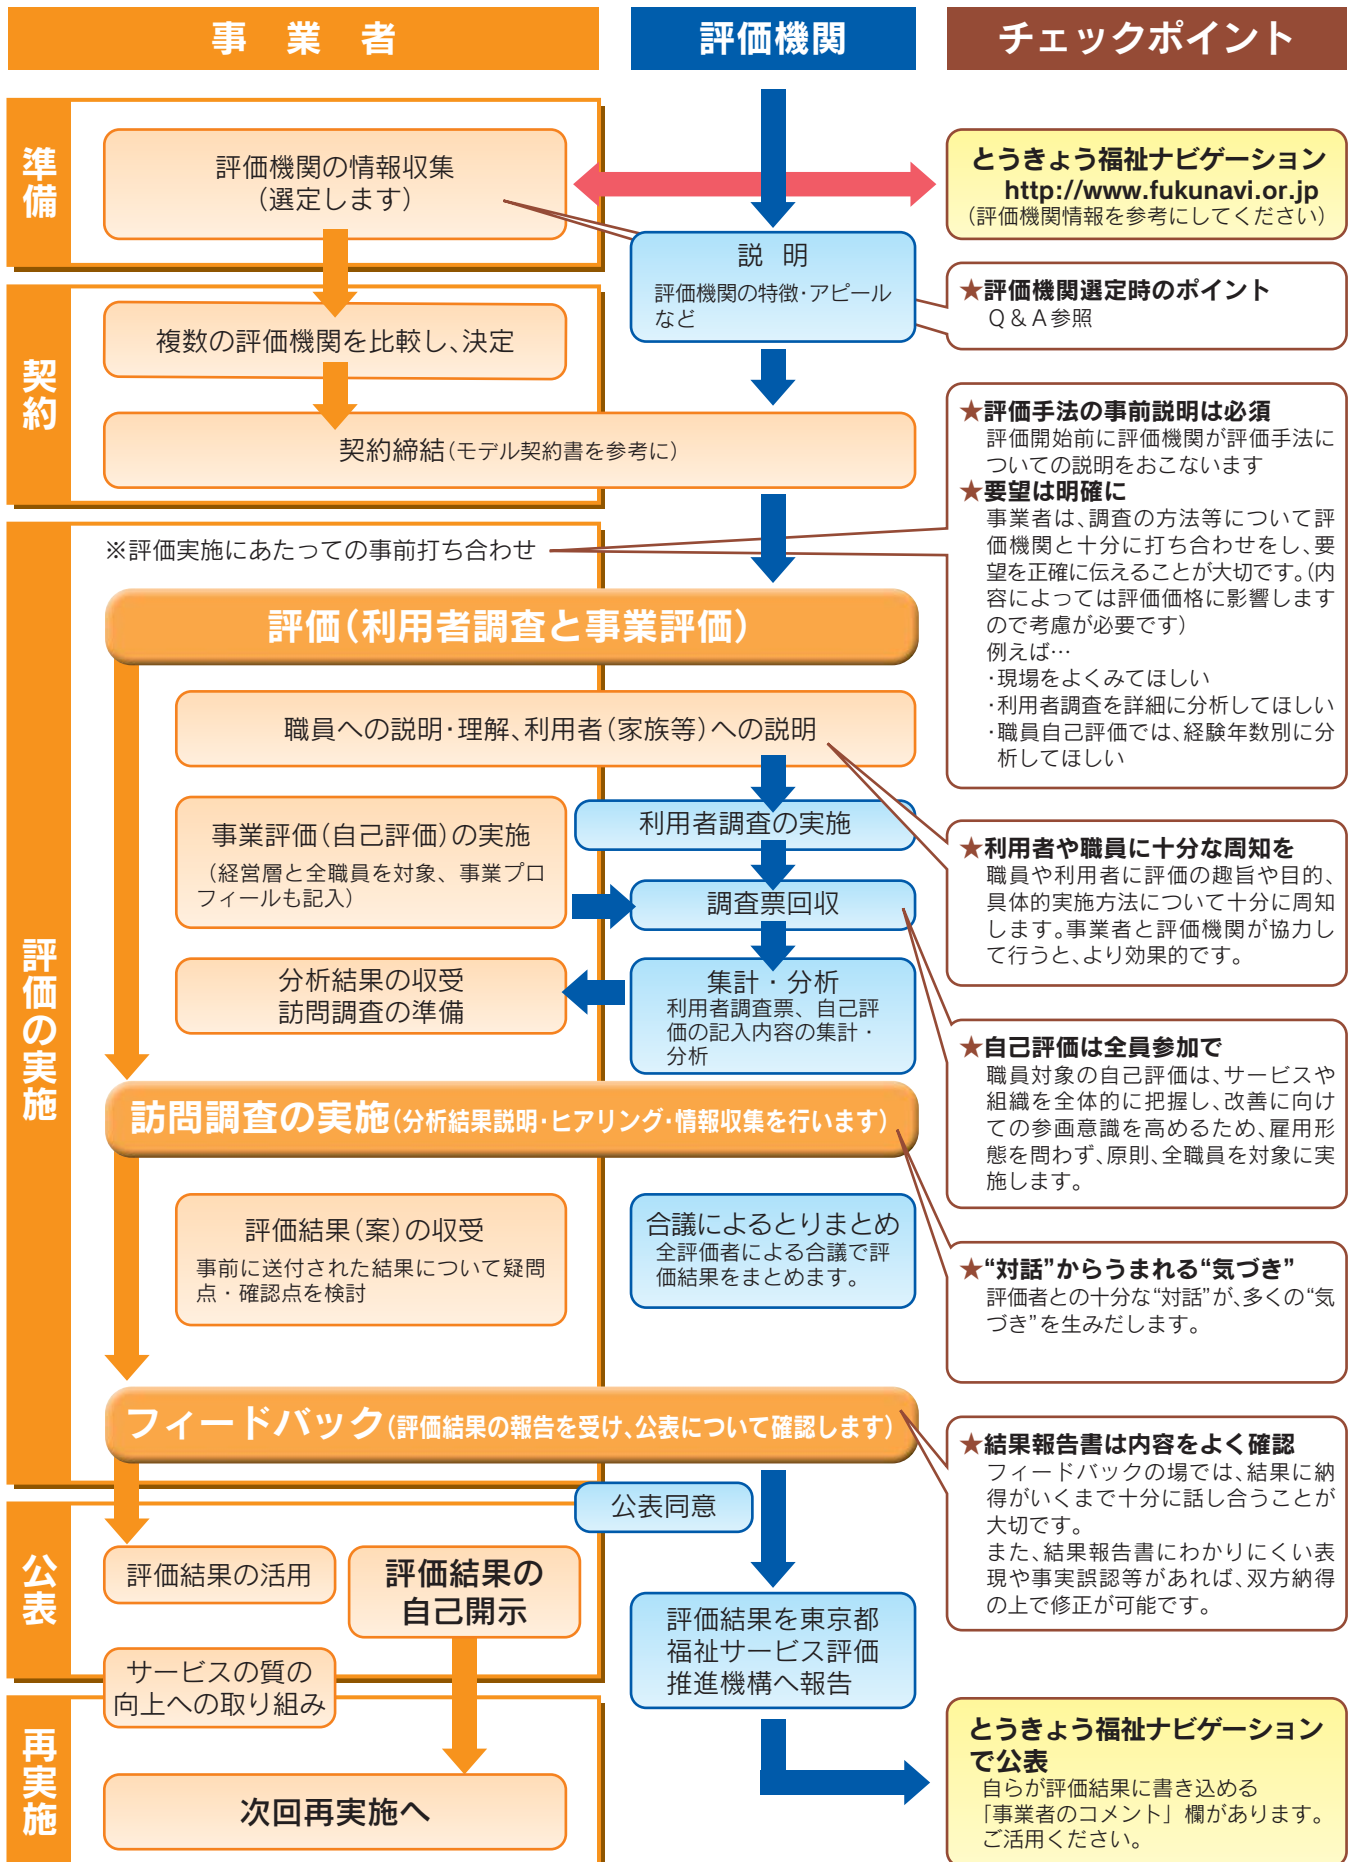 事業者
評価機関
チェックポイント
準備
評価機関の情報収集
(選定します)
とうきょう福祉ナビゲーション
http://www.fukunavi.or.jp
(評価機関情報を参考にしてください)
説 明
評価機関の特徴・アピール
など
★評価機関選定時のポイント
Q&A参照
契約
複数の評価機関を比較し、決定
契約締結(モデル契約書を参考に)
★評価手法の事前説明は必須
評価開始前に評価機関が評価手法に
ついての説明をおこないます
★要望は明確に
事業者は、調査の方法等について評
価機関と十分に打ち合わせをし、要
望を正確に伝えることが大切です。(内
容によっては評価価格に影響します
ので考慮が必要です)
例えば…
・現場をよくみてほしい
・利用者調査を詳細に分析してほしい
・職員自己評価では、経験年数別に分
析してほしい
評価の実施
※評価実施にあたっての事前打ち合わせ
評価(利用者調査と事業評価)
職員への説明・理解、利用者(家族等)への説明
事業評価(自己評価)の実施
(経営層と全職員を対象、事業プロ
フィールも記入)
利用者調査の実施
調査票回収
★利用者や職員に十分な周知を
職員や利用者に評価の趣旨や目的、
具体的実施方法について十分に周知
します。事業者と評価機関が協力し
て行うと、より効果的です。
分析結果の収受
訪問調査の準備
集計・分析
利用者調査票、自己評
価の記入内容の集計・
分析
★自己評価は全員参加で
職員対象の自己評価は、サービスや
組織を全体的に把握し、改善に向け
ての参画意識を高めるため、雇用形
態を問わず、原則、全職員を対象に実
施します。
訪問調査の実施(分析結果説明・ヒアリング・情報収集を行います)
評価結果(案)の収受
事前に送付された結果について疑問
点・確認点を検討
合議によるとりまとめ
全評価者による合議で評
価結果をまとめます。
★“対話”からうまれる“気づき”
評価者との十分な“対話”が、多くの“気
づき”を生みだします。
フィードバック(評価結果の報告を受け、公表について確認します)
★結果報告書は内容をよく確認
フィードバックの場では、結果に納
得がいくまで十分に話し合うことが
大切です。
また、結果報告書にわかりにくい表
現や事実誤認等があれば、双方納得
の上で修正が可能です。
公表
公表同意
評価結果の活用
評価結果の
自己開示
評価結果を東京都
福祉サービス評価
推進機構へ報告
サービスの質の
向上への取り組み
再実施
次回再実施へ
とうきょう福祉ナビゲーション
で公表
自らが評価結果に書き込める
「事業者のコメント」欄があります。
ご活用ください。